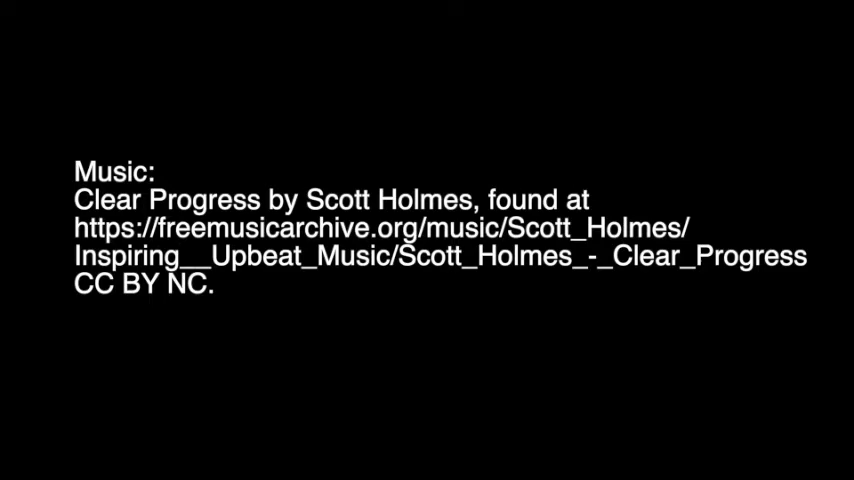 Music:
Clear Progress by Scott Holmes, found at
https://freemusicarchive.org/music/Scott_Holmes/
Inspiring__Upbeat_Music/Scott_Holmes_-_Clear_Progress
CC BY NC.